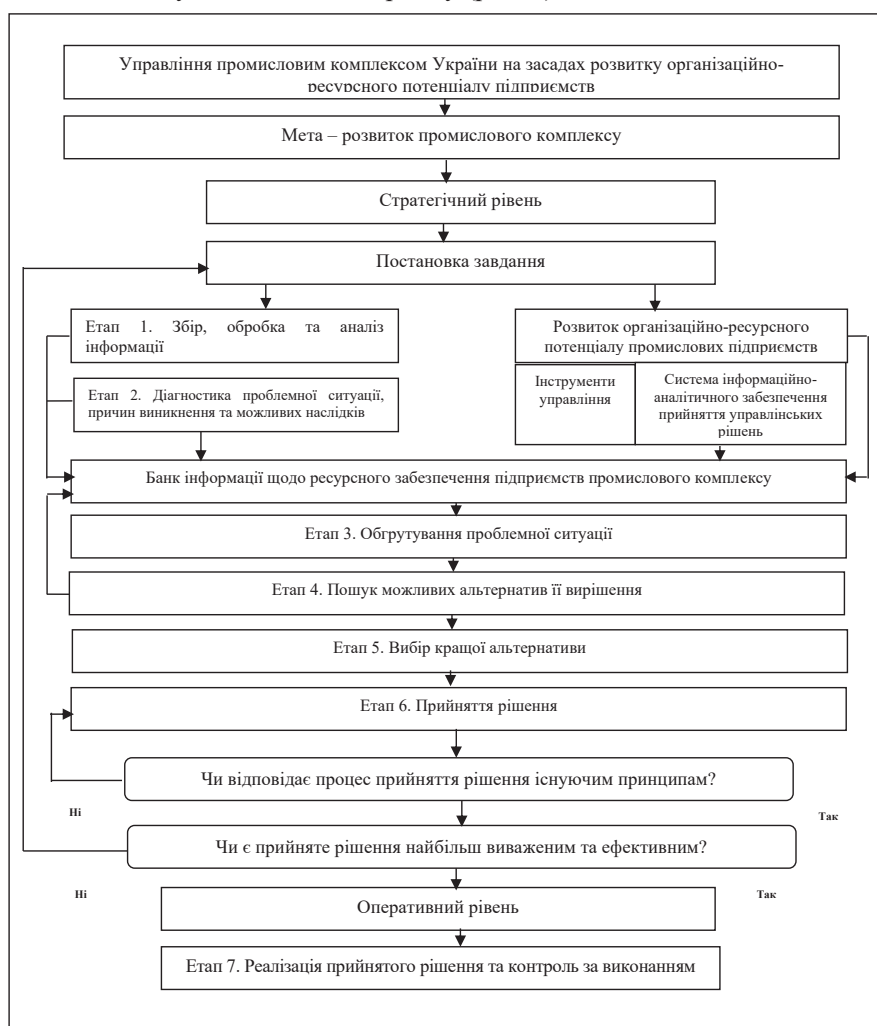 Управління промисловим комплексом України на засадах розвитку організаційно-
ресурсного потенціалу підприємств
Мета – розвиток промислового комплексу
Стратегічний рівень
Постановка завдання
Етап 1. Збір, обробка та аналіз
інформації
Розвиток організаційно-ресурсного
потенціалу промислових підприємств
Етап 2. Діагностика проблемної ситуації,
причин виникнення та можливих наслідків
Інструменти
управління
Система інформаційно-
аналітичного забезпечення
прийняття управлінських
рішень
Банк інформації щодо ресурсного забезпечення підприємств промислового комплексу
Етап 3. Обгрутування проблемної ситуації
Етап 4. Пошук можливих альтернатив її вирішення
Етап 5. Вибір кращої альтернативи
Етап 6. Прийняття рішення
Чи відповідає процес прийняття рішення існуючим принципам?
Ні
Так
Чи є прийняте рішення найбільш виваженим та ефективним?
Ні
Так
Оперативний рівень
Етап 7. Реалізація прийнятого рішення та контроль за виконанням